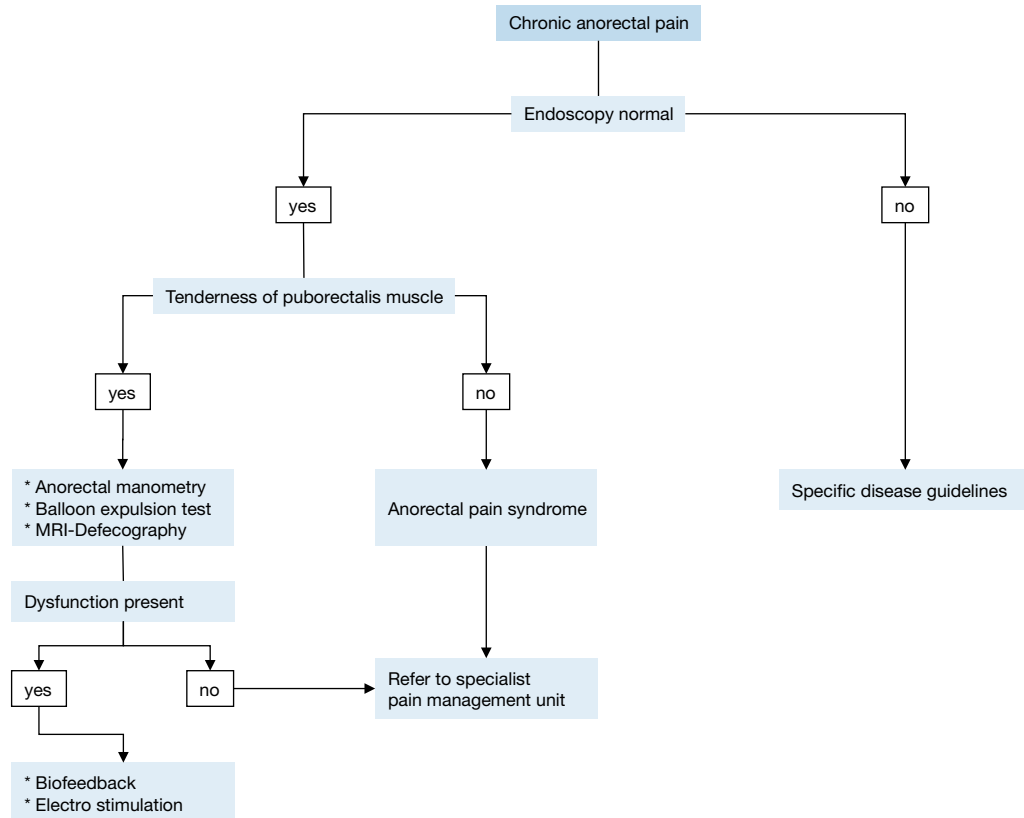 Chronic anorectal pain
Endoscopy normal
yes
no
Tenderness of puborectalis muscle
yes
no
* Anorectal manometry
* Balloon expulsion test
* MRI-Defecography
Anorectal pain syndrome
Specific disease guidelines
Dysfunction present
yes
no
Refer to specialist
pain management unit
* Biofeedback
* Electro stimulation